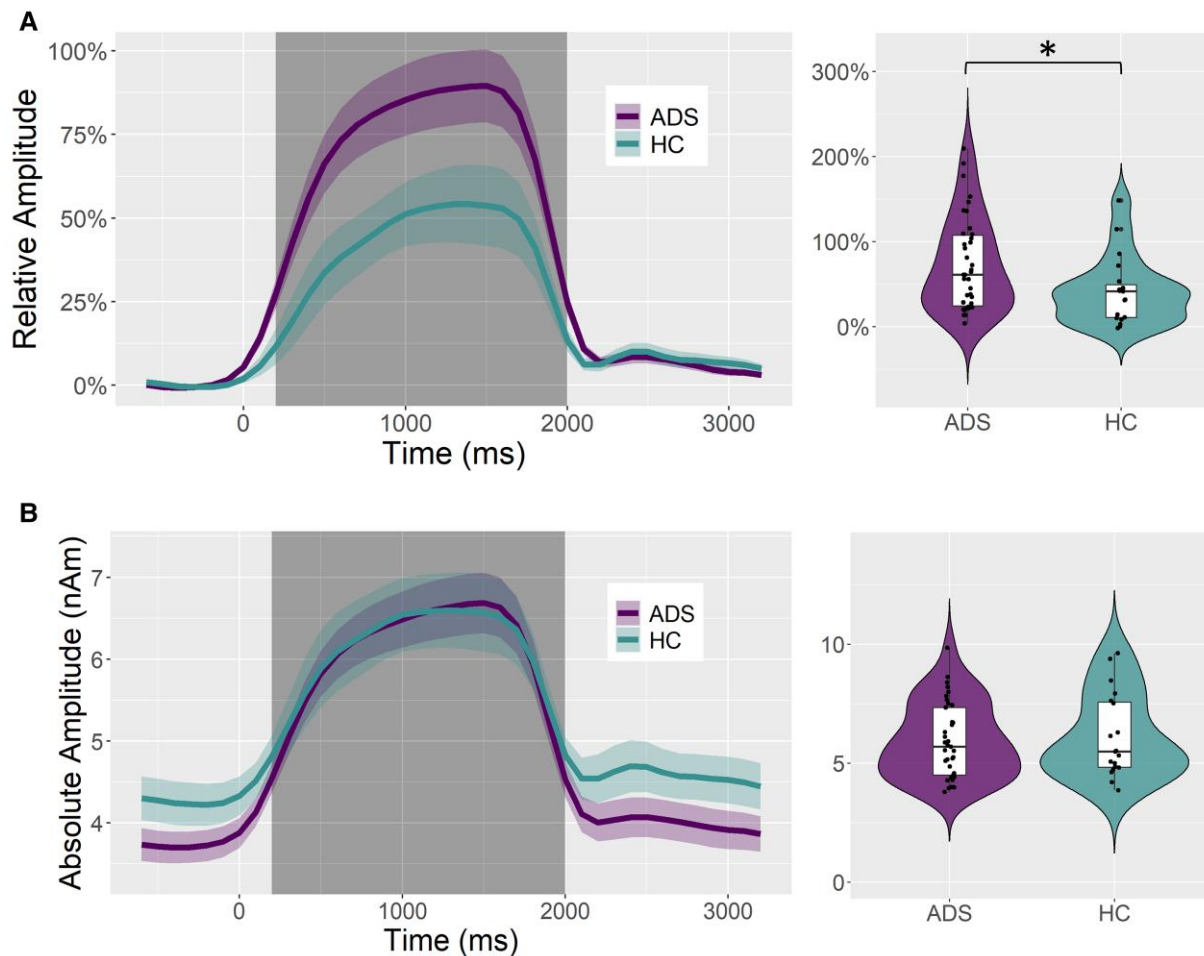 A
Relative Amplitude
100%
75%
50%
25%
0%
0 1000 2000 3000
Time (ms)
ADS
HC
*
300%
200%
100%
0%
ADS HC
B
Absolute Amplitude (nAm)
7
6
5
4
0 1000 2000 3000
Time (ms)
ADS
HC
10
5
0
ADS HC